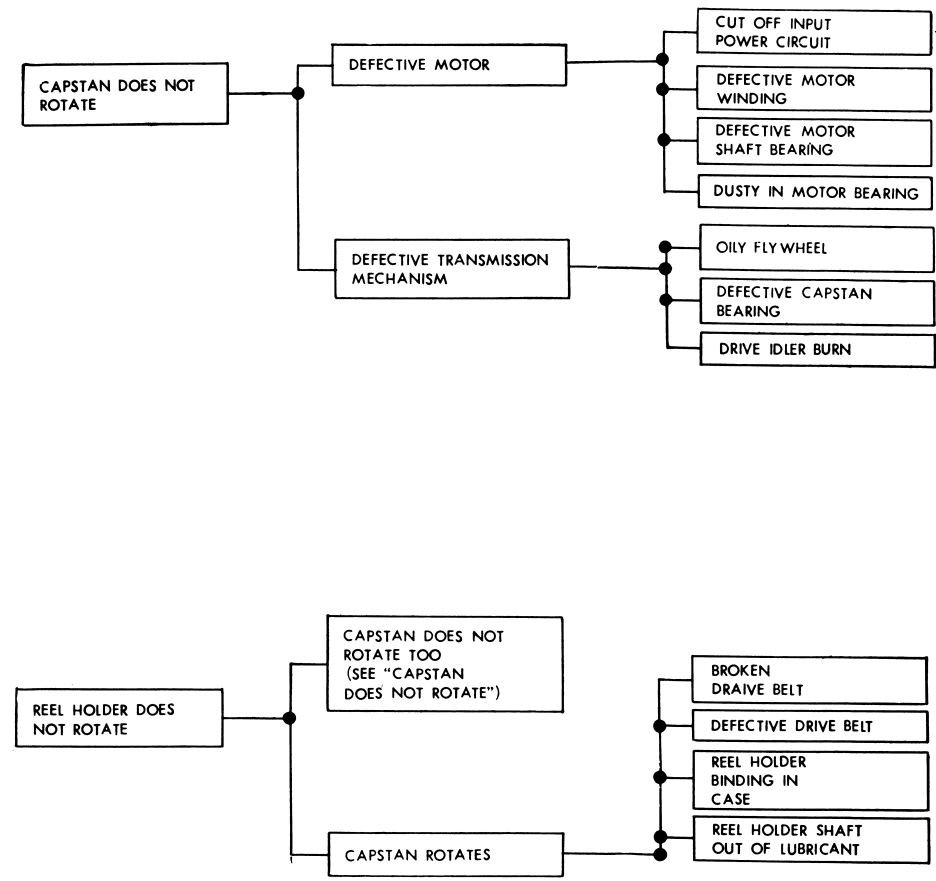 CAPSTAN DOES NOT
ROTATE
DEFECTIVE MOTOR
CUT OFF INPUT
POWER CIRCUIT
DEFECTIVE MOTOR
WINDING
DEFECTIVE MOTOR
SHAFT BEARING
DUSTY IN MOTOR BEARING
DEFECTIVE TRANSMISSION
MECHANISM
OILY FLYWHEEL
DEFECTIVE CAPSTAN
BEARING
DRIVE IDLER BURN
REEL HOLDER DOES
NOT ROTATE
CAPSTAN DOES NOT
ROTATE TOO
(SEE "CAPSTAN
DOES NOT ROTATE")
CAPSTAN ROTATES
BROKEN
DRAIVE BELT
DEFECTIVE DRIVE BELT
REEL HOLDER
BINDING IN
CASE
REEL HOLDER SHAFT
OUT OF LUBRICANT